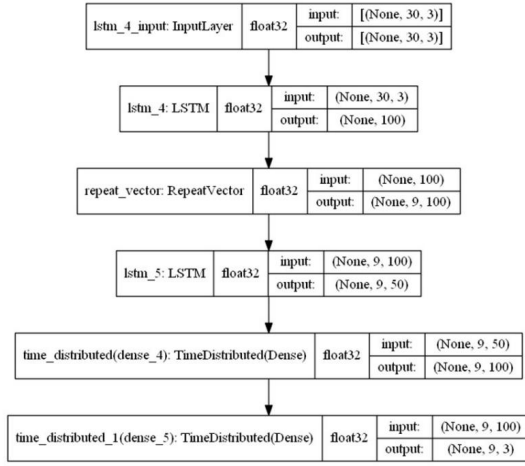 lstm_4_input: InputLayer float32 input: [(None, 30, 3)]
output: [(None, 30, 3)]
lstm_4: LSTM float32 input: (None, 30, 3)
output: (None, 100)
repeat_vector: RepeatVector float32 input: (None, 100)
output: (None, 9, 100)
lstm_5: LSTM float32 input: (None, 9, 100)
output: (None, 9, 50)
time_distributed(dense_4): TimeDistributed(Dense) float32 input: (None, 9, 50)
output: (None, 9, 100)
time_distributed_1(dense_5): TimeDistributed(Dense) float32 input: (None, 9, 100)
output: (None, 9, 3)